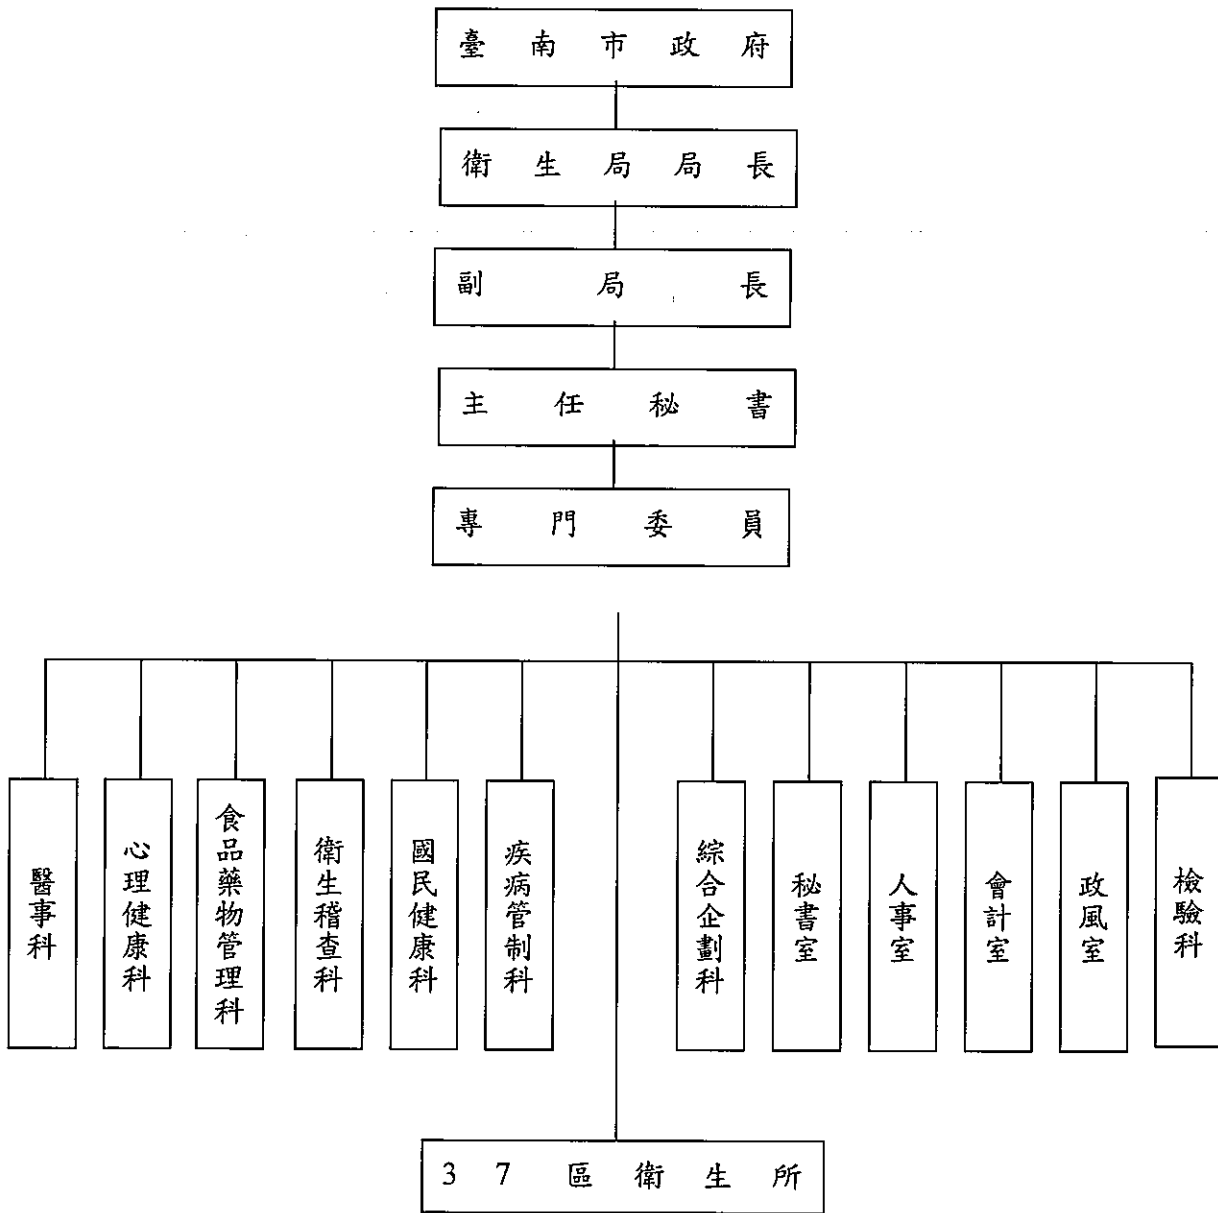 臺南市政府
衛生局局長
副局長
主任秘書
專門委員
醫事科
心理健康科
食品藥物管理科
衛生稽查科
國民健康科
疾病管制科
綜合企劃科
秘書室
人事室
會計室
政風室
檢驗科
37區衛生所